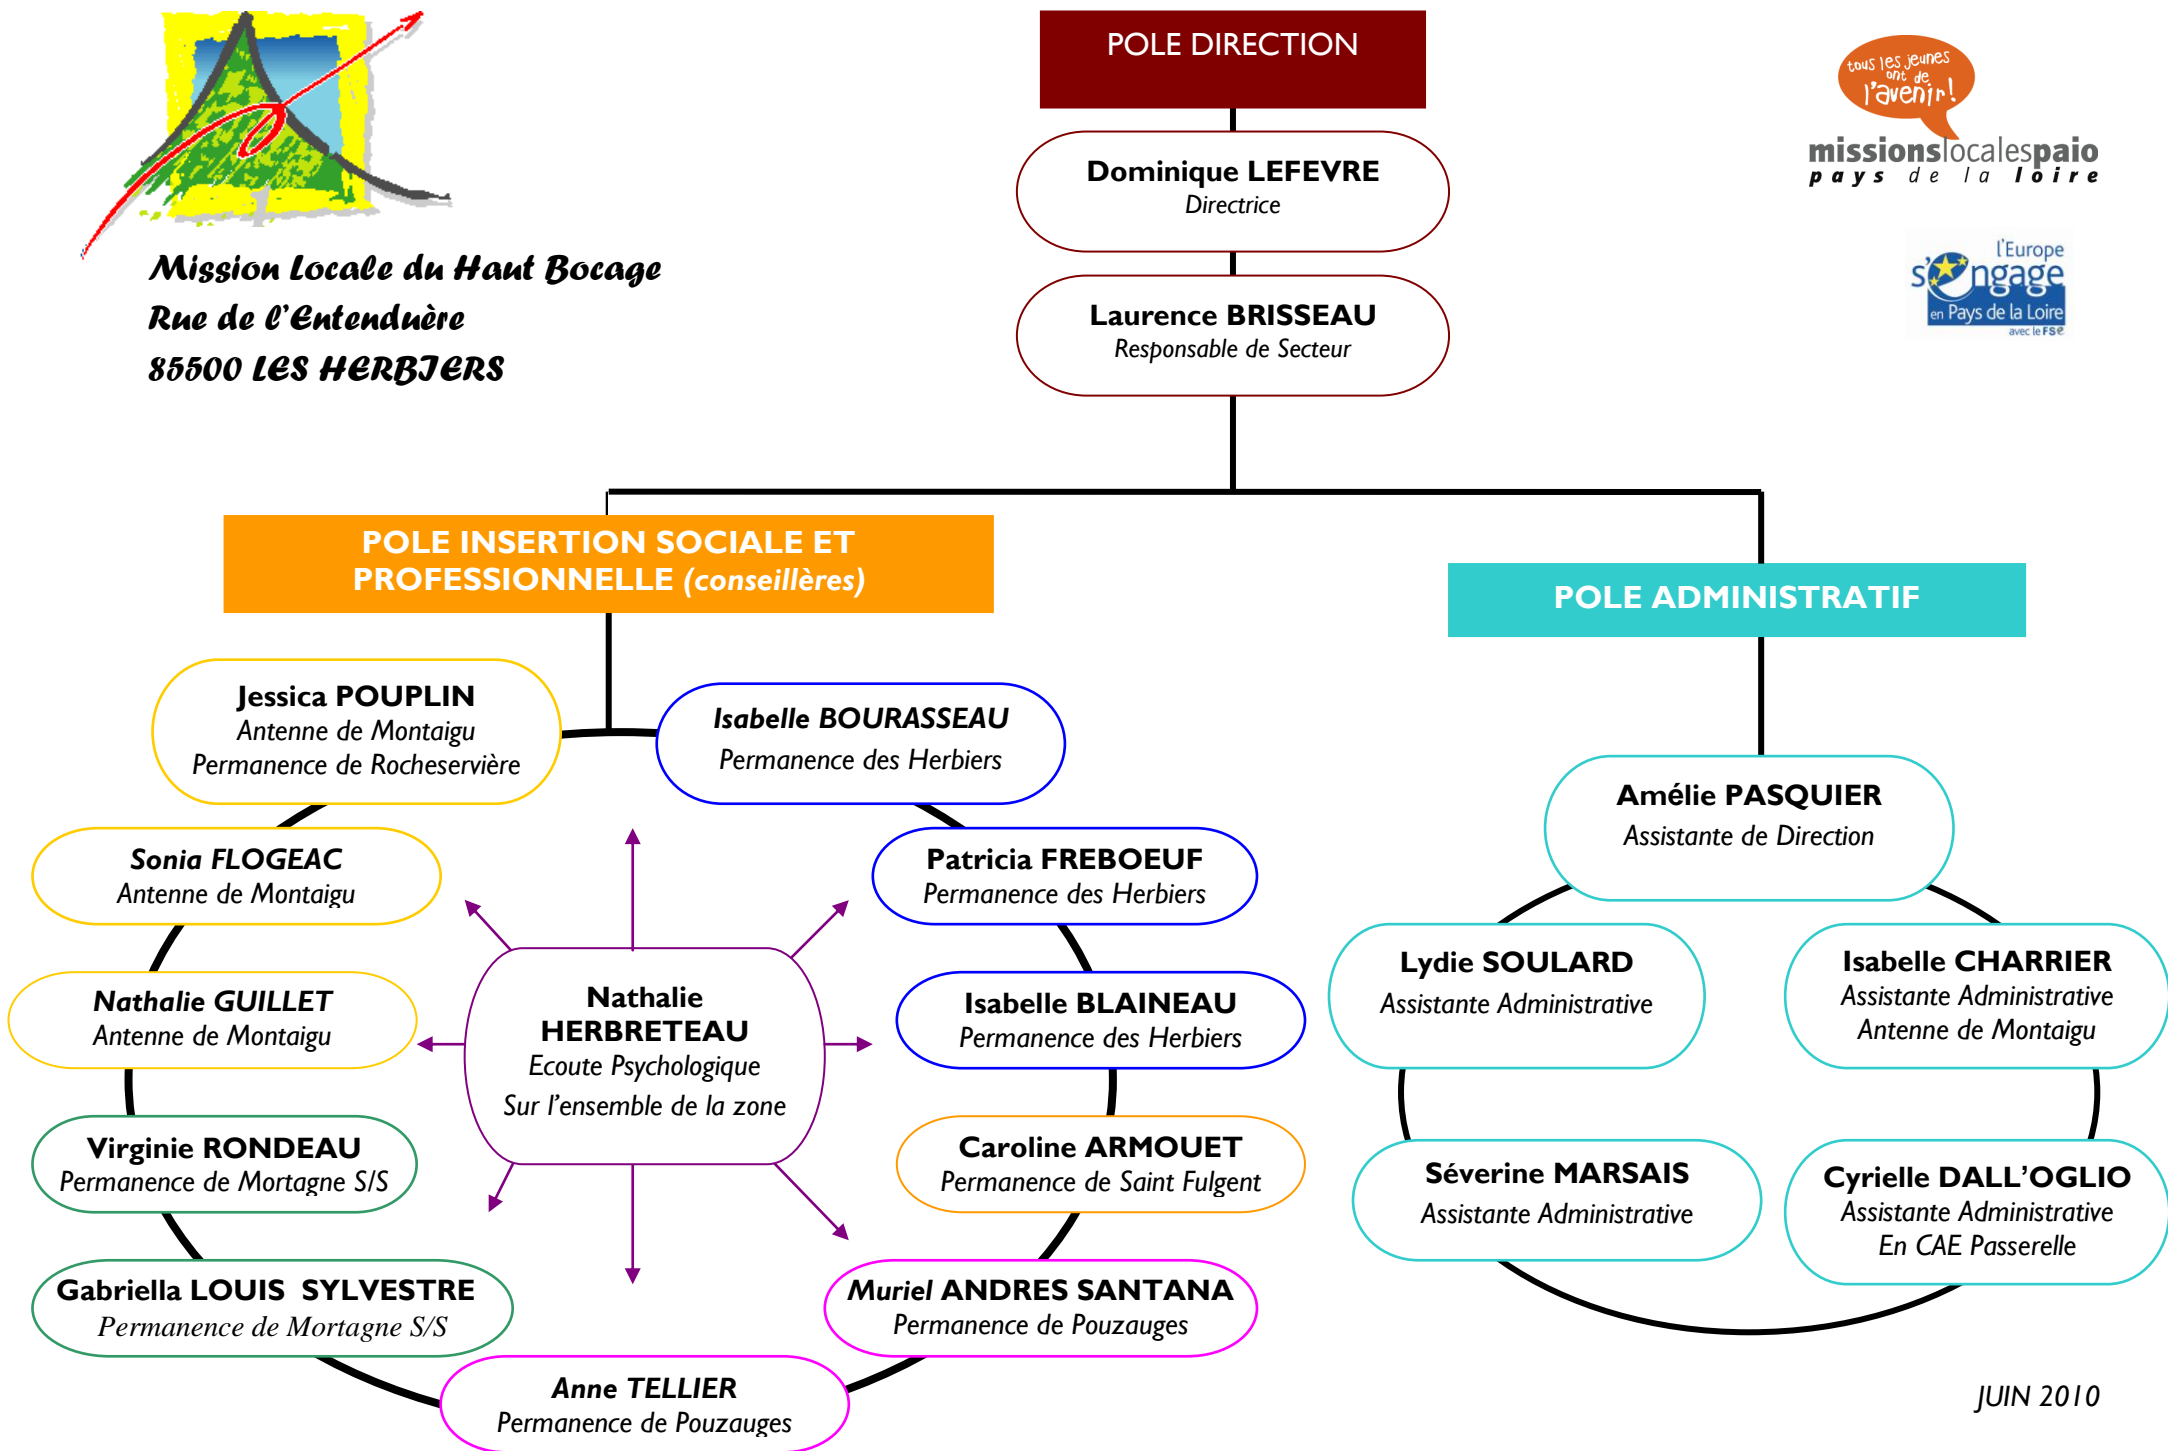 POLE DIRECTION
Dominique LEFEVRE
Directrice
Laurence BRISSEAU
Responsable de Secteur
Mission Locale du Haut Bocage
Rue de l'Entenduère
85500 LES HERBIERS
tous les jeunes
ont de
l'avenir!
missionslocalespaio
pays de la loire
l'Europe
s'engage
en Pays de la Loire
avec le FSe
POLE INSERTION SOCIALE ET
PROFESSIONNELLE (conseillères)
POLE ADMINISTRATIF
Jessica POUPLIN
Antenne de Montaigu
Permanence de Rocheservière
Isabelle BOURASSEAU
Permanence des Herbiers
Sonia FLOGEAC
Antenne de Montaigu
Patricia FREBOEUF
Permanence des Herbiers
Nathalie GUILLET
Antenne de Montaigu
Nathalie
HERBRETEAU
Ecoute Psychologique
Sur l'ensemble de la zone
Isabelle BLAINEAU
Permanence des Herbiers
Virginie RONDEAU
Permanence de Mortagne S/S
Caroline ARMOUET
Permanence de Saint Fulgent
Gabriella LOUIS  SYLVESTRE
Permanence de Mortagne S/S
Muriel ANDRES SANTANA
Permanence de Pouzauges
Anne TELLIER
Permanence de Pouzauges
Amélie PASQUIER
Assistante de Direction
Lydie SOULARD
Assistante Administrative
Isabelle CHARRIER
Assistante Administrative
Antenne de Montaigu
Séverine MARSAIS
Assistante Administrative
Cyrielle DALL'OGLIO
Assistante Administrative
En CAE Passerelle
JUIN 2010